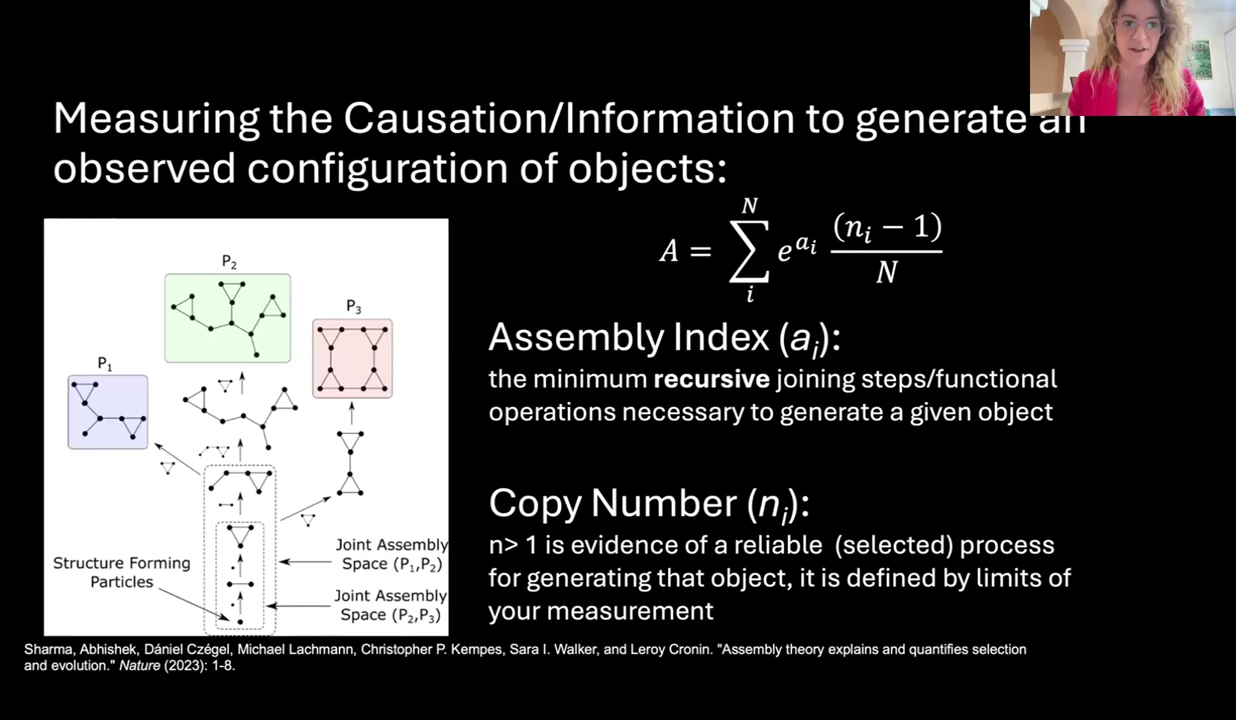 Measuring the Causation/Information to generate an
observed configuration of objects:
P₂
P₃
P₁
Structure Forming
Particles
Joint Assembly
Space (P₁,P₂)
Joint Assembly
Space (P₂,P₃)
A = ∑_i^N e^{a_i} (n_i − 1)/N
Assembly Index (aᵢ):
the minimum recursive joining steps/functional
operations necessary to generate a given object
Copy Number (nᵢ):
n> 1 is evidence of a reliable (selected) process
for generating that object, it is defined by limits of
your measurement
Sharma, Abhishek, Dániel Czégel, Michael Lachmann, Christopher P. Kempes, Sara I. Walker, and Leroy Cronin. "Assembly theory explains and quantifies selection
and evolution." Nature (2023): 1-8.